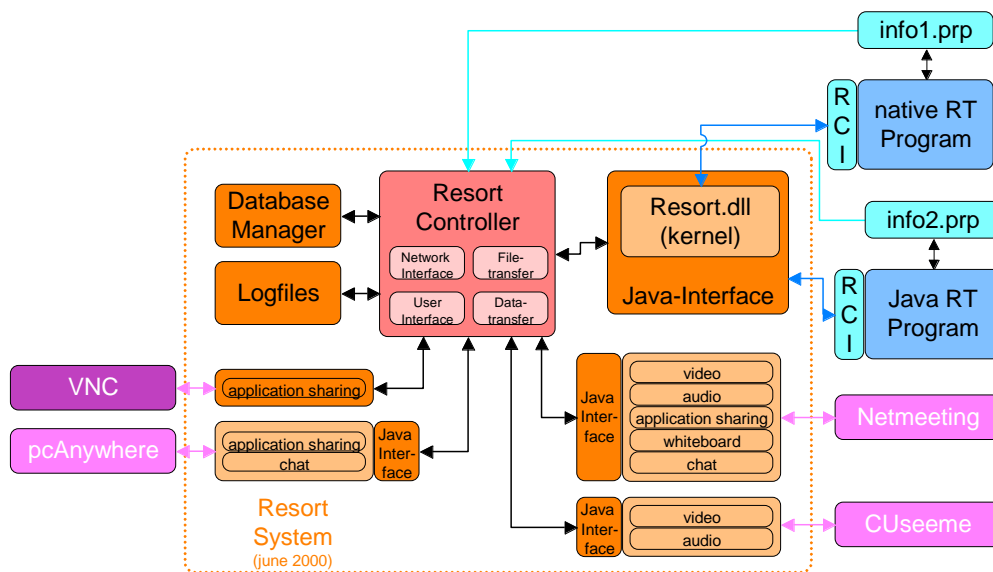 info1.prp
R
C
I
native RT
Program
info2.prp
R
C
I
Java RT
Program
Database
Manager
Logfiles
Resort
Controller
Network
Interface
File-
transfer
User
Interface
Data-
transfer
Resort.dll
(kernel)
Java-Interface
VNC
application sharing
pcAnywhere
application sharing
chat
Java
Inter-
face
Java
Inter-
face
video
audio
application sharing
whiteboard
chat
Netmeeting
Java
Inter-
face
video
audio
CUseeme
Resort
System
(june 2000)